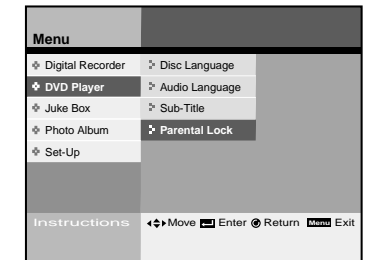 Menu
Digital Recorder
DVD Player
Juke Box
Photo Album
Set-Up
Disc Language
Audio Language
Sub-Title
Parental Lock
Instructions
Move Enter Return Menu Exit